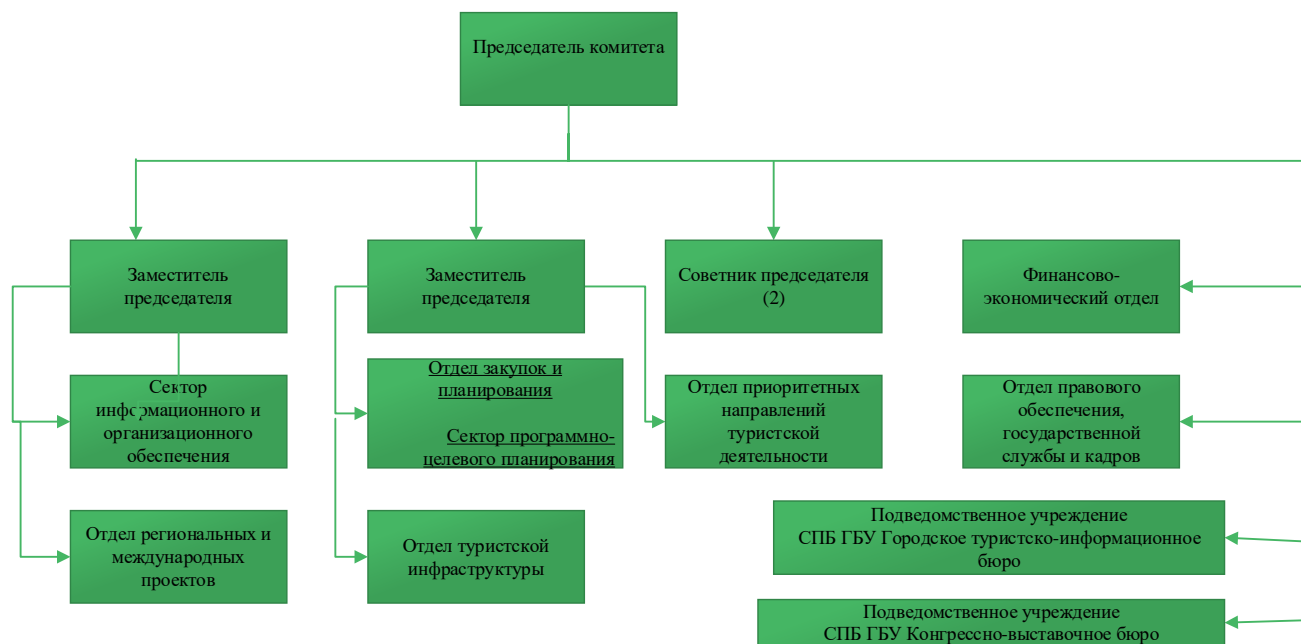 Председатель комитета
Заместитель
председателя
Заместитель
председателя
Советник председателя
(2)
Финансово-
экономический отдел
Сектор
информационного и
организационного
обеспечения
Отдел закупок и
планирования
Сектор программно-
целевого планирования
Отдел приоритетных
направлений
туристской
деятельности
Отдел правового
обеспечения,
государственной
службы и кадров
Отдел региональных и
международных
проектов
Отдел туристской
инфраструктуры
Подведомственное учреждение
СПБ ГБУ Городское туристско-информационное
бюро
Подведомственное учреждение
СПБ ГБУ Конгрессно-выставочное бюро